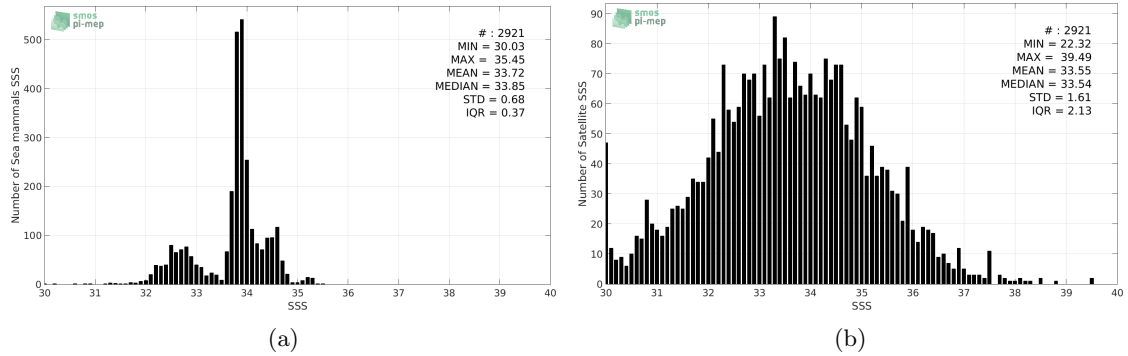 smos
pi-mep
# : 2921
MIN = 30.03
MAX = 35.45
MEAN = 33.72
MEDIAN = 33.85
STD = 0.68
IQR = 0.37
Number of Sea mammals SSS
500
400
300
200
100
0
30 31 32 33 34 35 36 37 38 39 40
SSS
(a)
smos
pi-mep
# : 2921
MIN = 22.32
MAX = 39.49
MEAN = 33.55
MEDIAN = 33.54
STD = 1.61
IQR = 2.13
Number of Satellite SSS
90
80
70
60
50
40
30
20
10
0
30 31 32 33 34 35 36 37 38 39 40
SSS
(b)